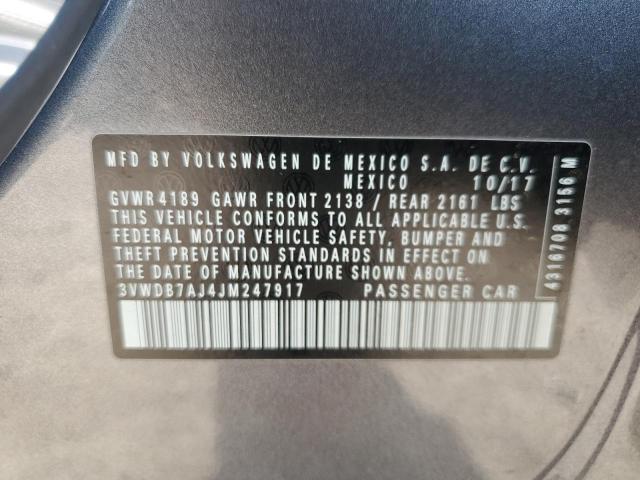 MFD BY VOLKSWAGEN DE MEXICO S.A. DE C.V.
MEXICO 10/17
GVWR 4189 GAWR FRONT 2138 / REAR 2161 LBS
THIS VEHICLE CONFORMS TO ALL APPLICABLE U.S.
FEDERAL MOTOR VEHICLE SAFETY, BUMPER AND
THEFT PREVENTION STANDARDS IN EFFECT ON THE
DATE OF MANUFACTURE SHOWN ABOVE.
3VWDB7AJ4JM247917 PASSENGER CAR
4316708 3156 M